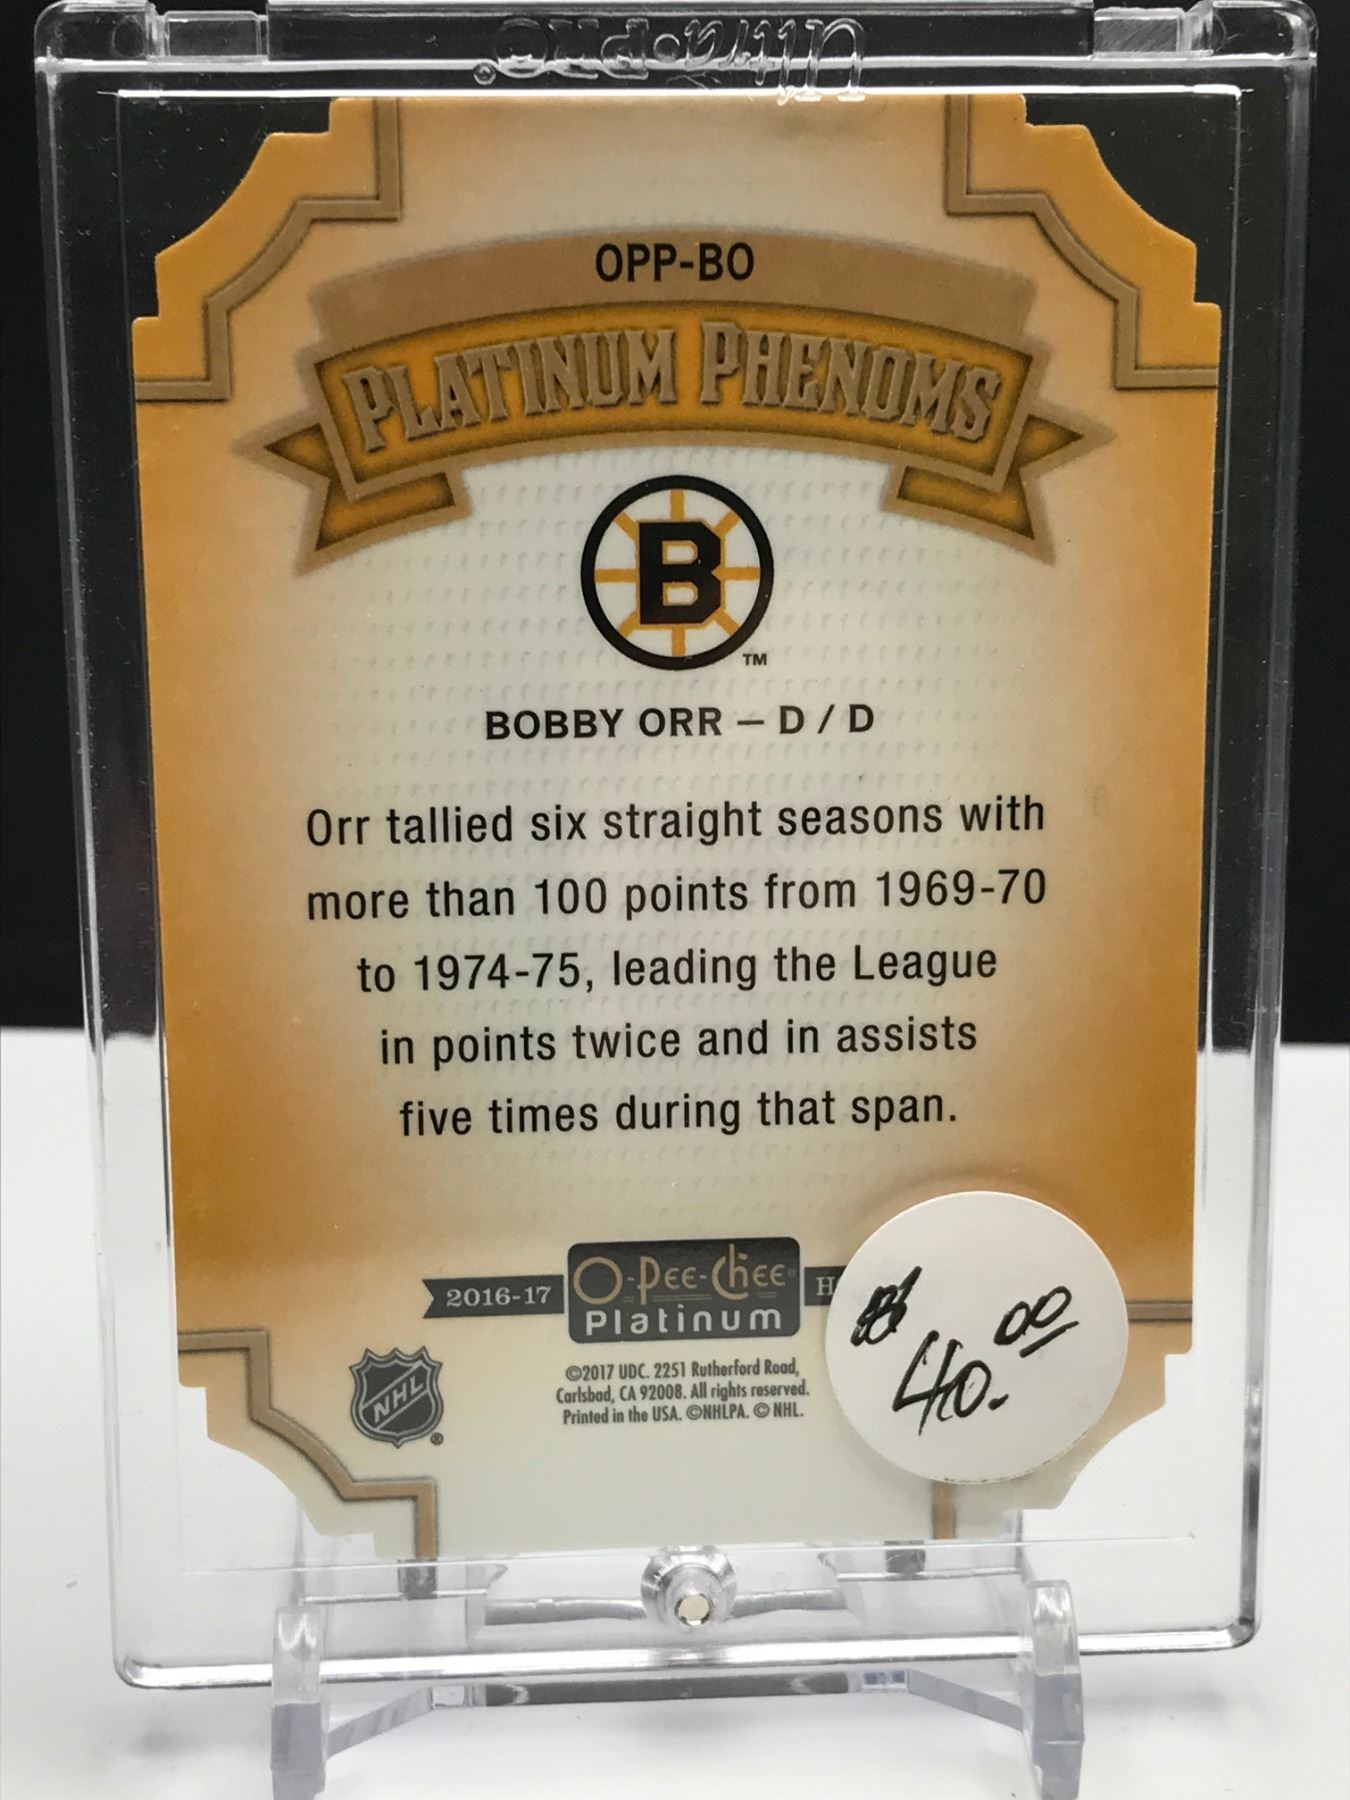 Ultra·PRO®
OPP-BO
PLATINUM PHENOMS
B
TM
BOBBY ORR – D / D
Orr tallied six straight seasons with
more than 100 points from 1969-70
to 1974-75, leading the League
in points twice and in assists
five times during that span.
2016-17 O-PEE-CHEE® H
Platinum
$ 40.00
NHL ®
©2017 UDC. 2251 Rutherford Road,
Carlsbad, CA 92008. All rights reserved.
Printed in the USA. ©NHLPA. © NHL.